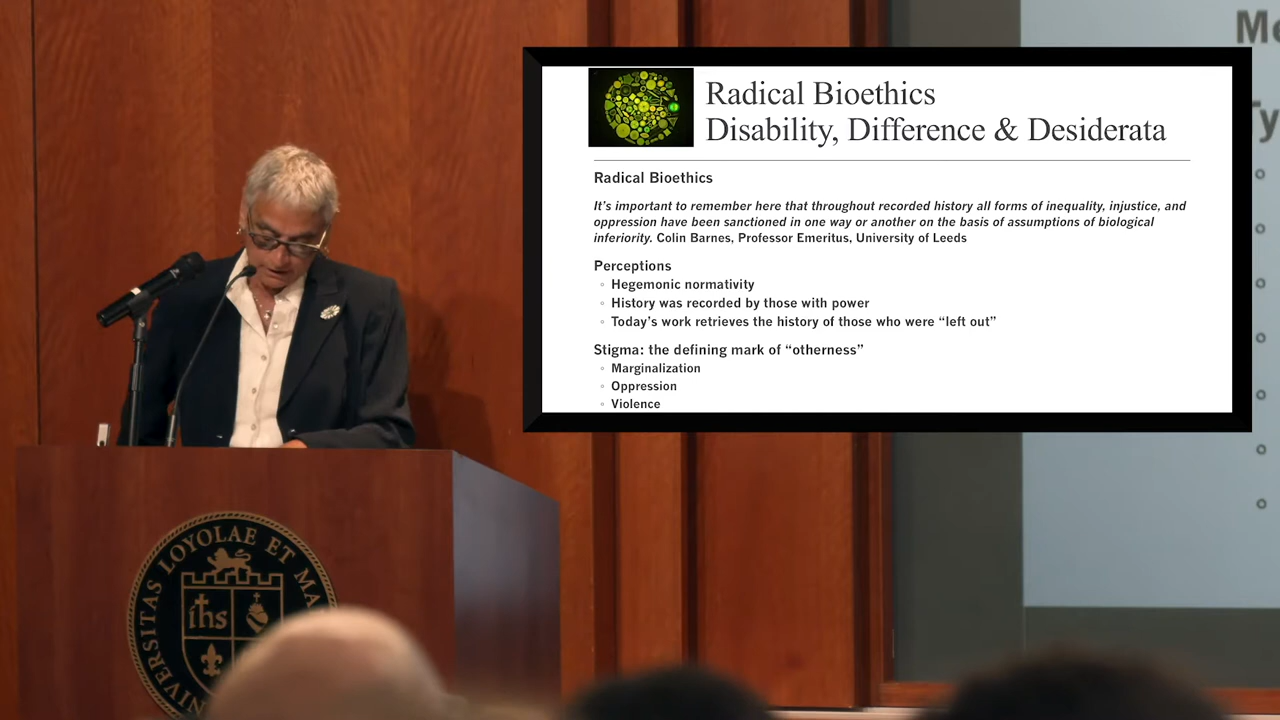 Me
Radical Bioethics
Disability, Difference & Desiderata
Radical Bioethics
It's important to remember here that throughout recorded history all forms of inequality, injustice, and
oppression have been sanctioned in one way or another on the basis of assumptions of biological
inferiority. Colin Barnes, Professor Emeritus, University of Leeds
Perceptions
◦ Hegemonic normativity
◦ History was recorded by those with power
◦ Today's work retrieves the history of those who were “left out”
Stigma: the defining mark of “otherness”
◦ Marginalization
◦ Oppression
◦ Violence
UNIVERSITAS LOYOLAE ET MA
ihs